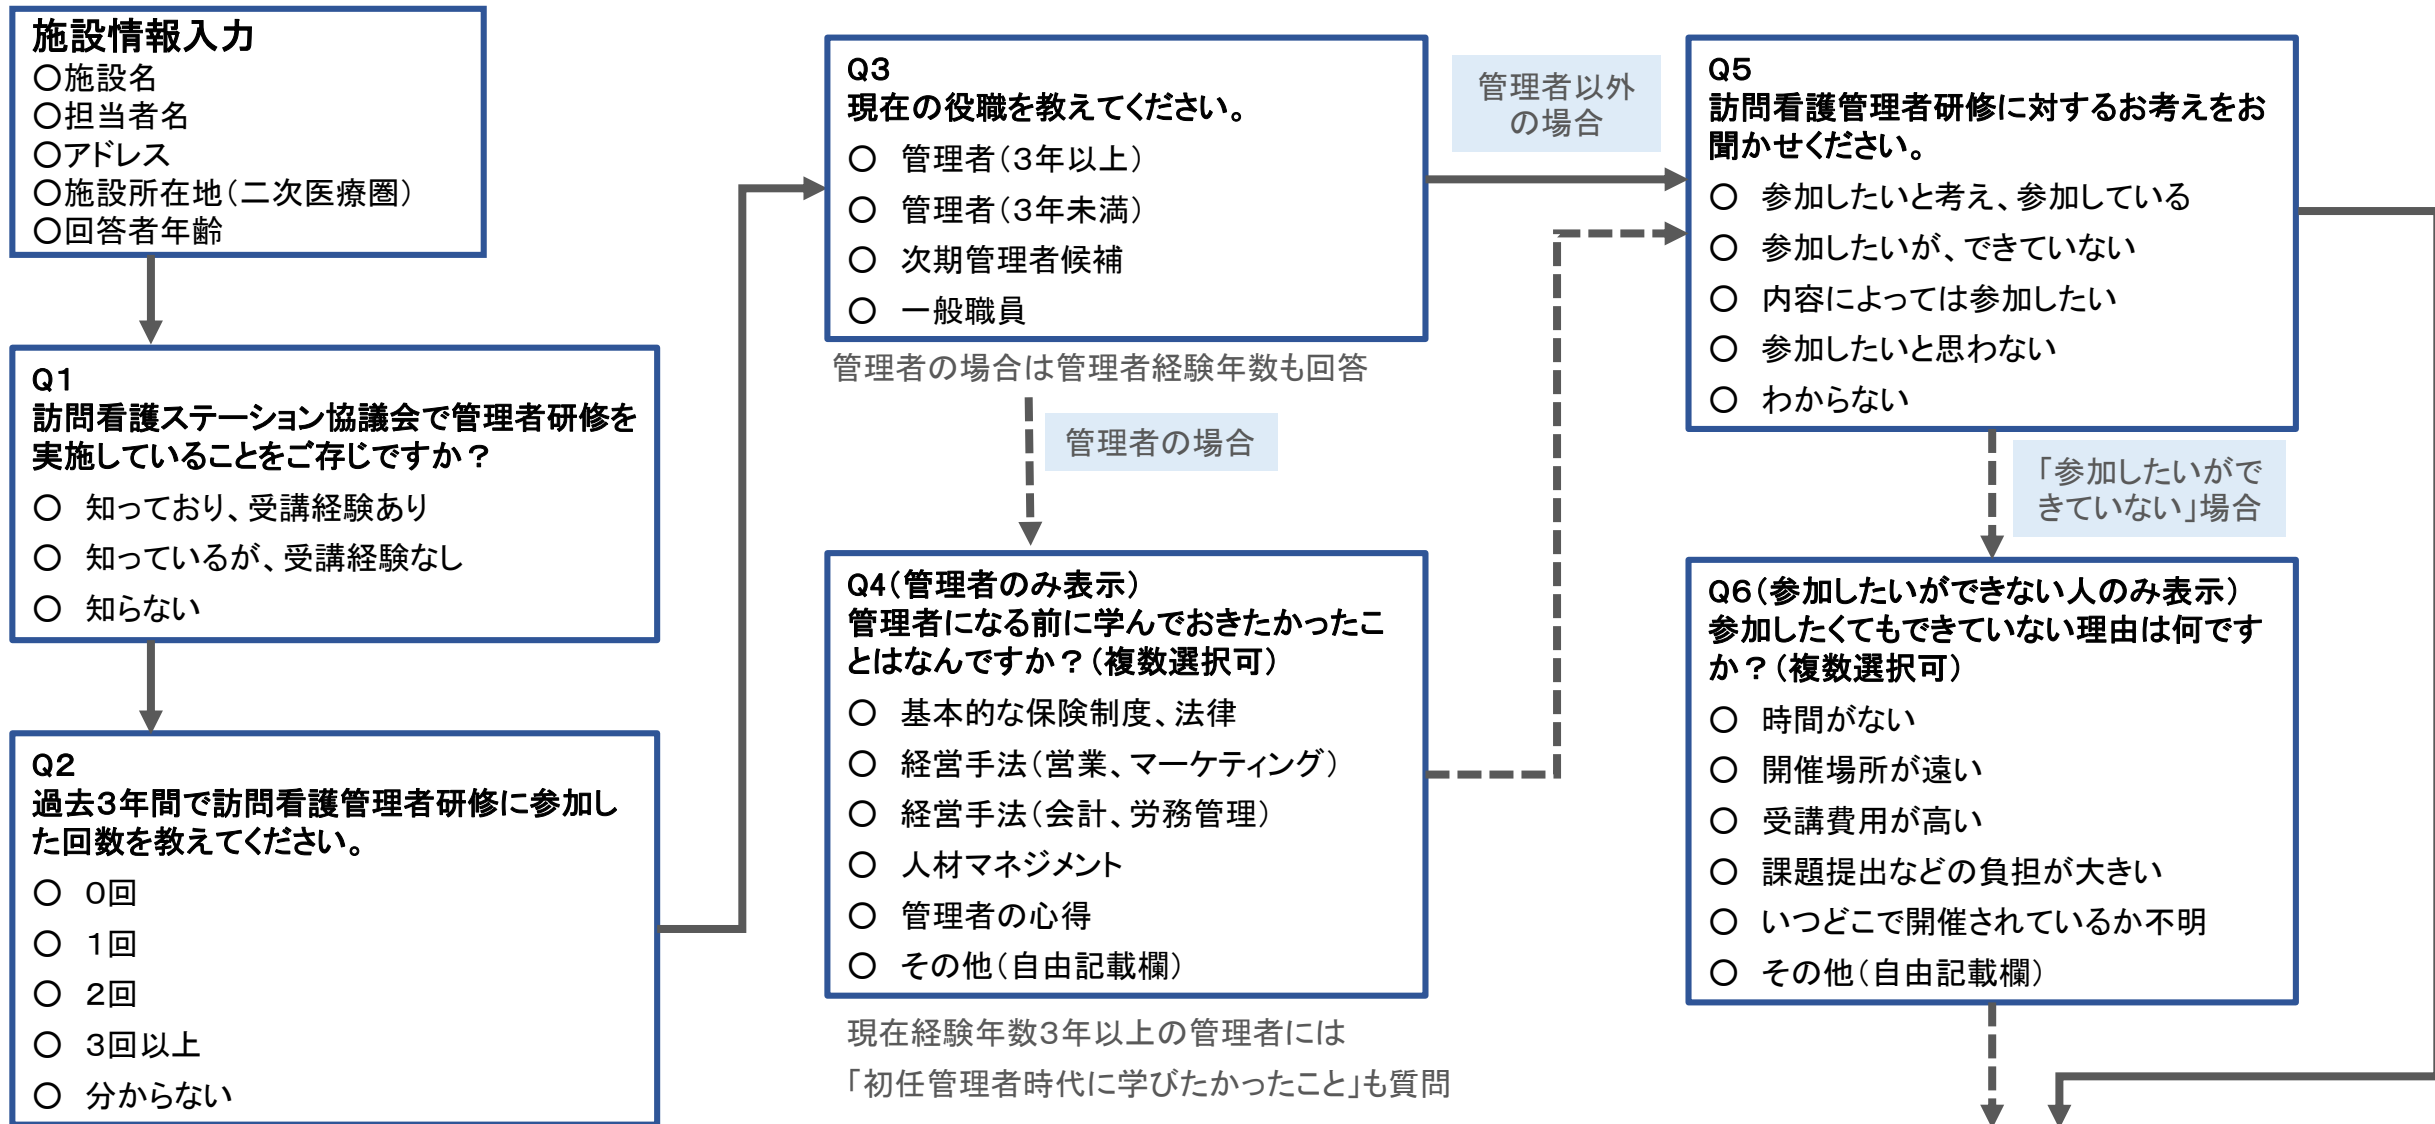 施設情報入力
○施設名
○担当者名
○アドレス
○施設所在地（二次医療圏）
○回答者年齢
Q1
訪問看護ステーション協議会で管理者研修を
実施していることをご存じですか？
○ 知っており、受講経験あり
○ 知っているが、受講経験なし
○ 知らない
Q2
過去3年間で訪問看護管理者研修に参加し
た回数を教えてください。
○ 0回
○ 1回
○ 2回
○ 3回以上
○ 分からない
Q3
現在の役職を教えてください。
○ 管理者（3年以上）
○ 管理者（3年未満）
○ 次期管理者候補
○ 一般職員
管理者の場合は管理者経験年数も回答
管理者の場合
Q4（管理者のみ表示）
管理者になる前に学んでおきたかったこ
とはなんですか？（複数選択可）
○ 基本的な保険制度、法律
○ 経営手法（営業、マーケティング）
○ 経営手法（会計、労務管理）
○ 人材マネジメント
○ 管理者の心得
○ その他（自由記載欄）
現在経験年数3年以上の管理者には
「初任管理者時代に学びたかったこと」も質問
管理者以外
の場合
Q5
訪問看護管理者研修に対するお考えをお
聞かせください。
○ 参加したいと考え、参加している
○ 参加したいが、できていない
○ 内容によっては参加したい
○ 参加したいと思わない
○ わからない
「参加したいがで
きていない」場合
Q6（参加したいができない人のみ表示）
参加したくてもできていない理由は何です
か？（複数選択可）
○ 時間がない
○ 開催場所が遠い
○ 受講費用が高い
○ 課題提出などの負担が大きい
○ いつどこで開催されているか不明
○ その他（自由記載欄）